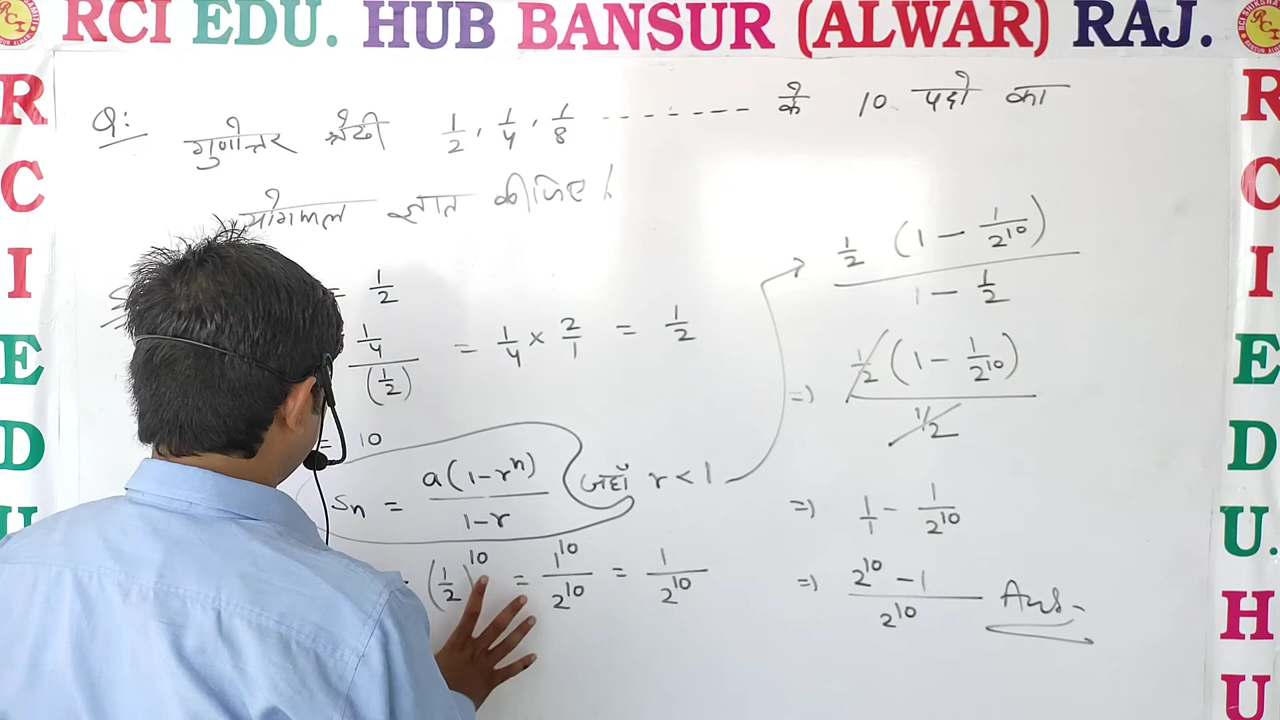 RCI EDU. HUB BANSUR (ALWAR) RAJ.
Q: गुणोत्तर श्रेढी 1/2, 1/4, 1/8 ------- के 10 पदो का
योगफल ज्ञात कीजिए।
= 1/2
(1/4)/(1/2) = 1/4 × 2/1 = 1/2
= 10
Sn = a(1-r^n)/(1-r) जहाँ r < 1
(1/2)^10 = 1^10/2^10 = 1/2^10
→ 1/2 (1 - 1/2^10) / (1 - 1/2)
=) 1/2 (1 - 1/2^10) / 1/2
=) 1/1 - 1/2^10
=) (2^10 - 1)/2^10 Ans-
R
C
I
E
D
U
R
C
I
E
D
U.
H
U